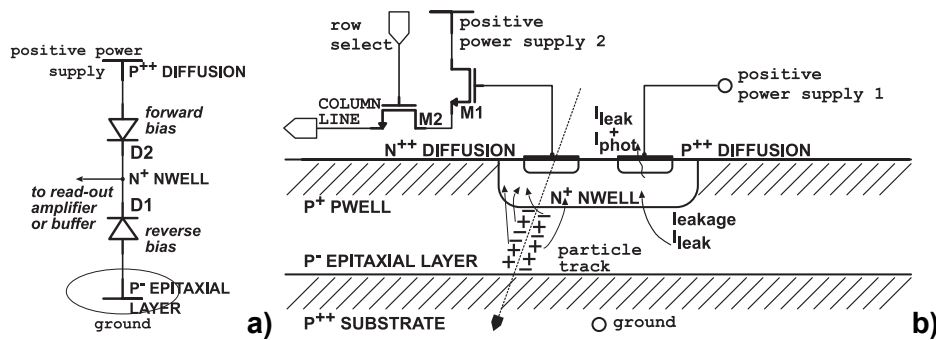 positive power
supply
P++ DIFFUSION
forward
bias
D2
N+ NWELL
to read-out
amplifier
or buffer
D1
reverse
bias
P- EPITAXIAL
LAYER
ground
a)
row
select
positive
power supply 2
COLUMN
LINE
M2
M1
positive
power supply 1
Ileak
+
Iphot
N++ DIFFUSION
P++ DIFFUSION
P+ PWELL
N+ NWELL
leakage
Ileak
particle
track
P- EPITAXIAL LAYER
P++ SUBSTRATE
ground
b)